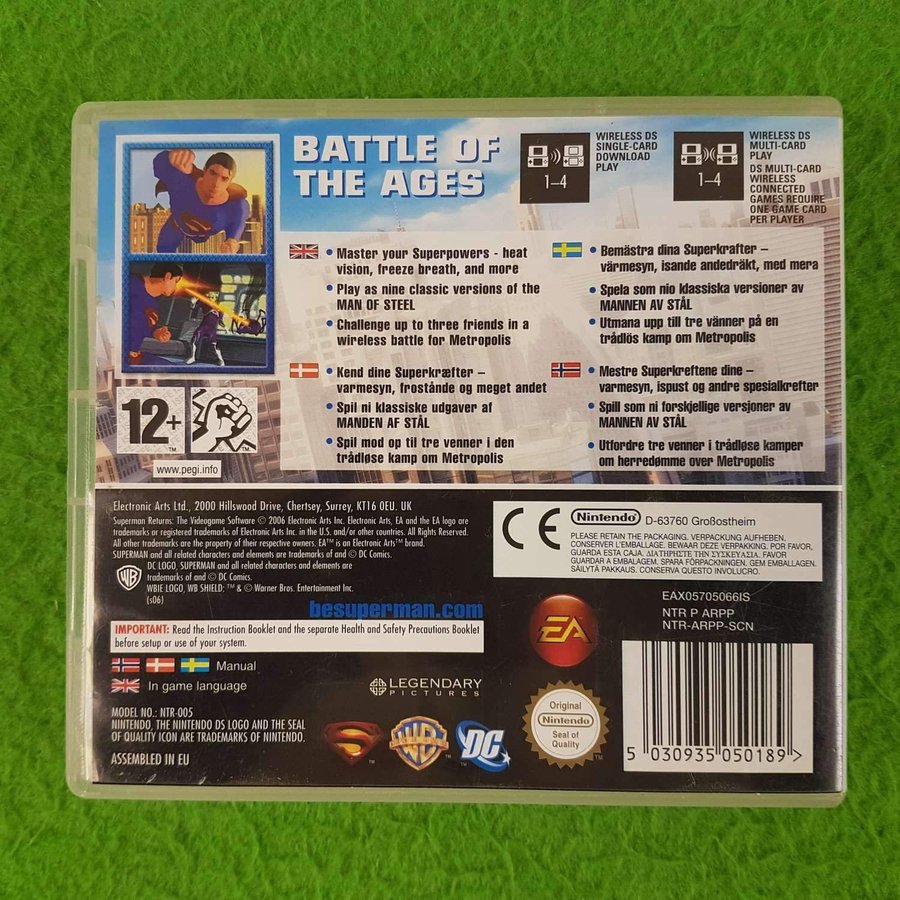 BATTLE OF
THE AGES
1-4
WIRELESS DS
SINGLE-CARD
DOWNLOAD
PLAY
1-4
WIRELESS DS
MULTI-CARD
PLAY
DS MULTI-CARD
WIRELESS
CONNECTED
GAMES REQUIRE
ONE GAME CARD
PER PLAYER
• Master your Superpowers - heat
vision, freeze breath, and more
• Play as nine classic versions of the
MAN OF STEEL
• Challenge up to three friends in a
wireless battle for Metropolis
• Bemästra dina Superkrafter –
värmesyn, isande andedräkt, med mera
• Spela som nio klassiska versioner av
MANNEN AV STÅL
• Utmana upp till tre vänner på en
trådlös kamp om Metropolis
• Kend dine Superkræfter –
varmesyn, frostånde og meget andet
• Spil ni klassiske udgaver af
MANDEN AF STÅL
• Spil mod op til tre venner i den
trådløse kamp om Metropolis
• Mestre Superkreftene dine –
varmesyn, ispust og andre spesialkrefter
• Spill som ni forskjellige versjoner av
MANNEN AV STÅL
• Utfordre tre venner i trådløse kamper
om herredømme over Metropolis
12+
TM
TM
www.pegi.info
Electronic Arts Ltd., 2000 Hillswood Drive, Chertsey, Surrey, KT16 0EU. UK
Superman Returns: The Videogame Software © 2006 Electronic Arts Inc. Electronic Arts, EA and the EA logo are
trademarks or registered trademarks of Electronic Arts Inc. in the U.S. and/or other countries. All Rights Reserved.
All other trademarks are the property of their respective owners. EA™ is an Electronic Arts™ brand.
SUPERMAN and all related characters and elements are trademarks of and © DC Comics.
DC LOGO, SUPERMAN and all related characters and elements are
trademarks of and © DC Comics.
WBIE LOGO, WB SHIELD: ™ & © Warner Bros. Entertainment Inc.
(s06)
WB
besuperman.com
IMPORTANT: Read the Instruction Booklet and the separate Health and Safety Precautions Booklet
before setup or use of your system.
Manual
In game language
MODEL NO.: NTR-005
NINTENDO, THE NINTENDO DS LOGO AND THE SEAL
OF QUALITY ICON ARE TRADEMARKS OF NINTENDO.
ASSEMBLED IN EU
LEGENDARY
PICTURES
S
WB
DC
CE
Nintendo D-63760 Großostheim
PLEASE RETAIN THE PACKAGING. VERPACKUNG AUFHEBEN.
CONSERVER L'EMBALLAGE. BEWAAR DEZE VERPAKKING. POR FAVOR,
GUARDA ESTA CAJA. ΔΙΑΤΗΡΗΣΤΕ ΤΗΝ ΣΥΣΚΕΥΑΣΙΑ. FAVOR
GUARDAR A EMBALAGEM. SPARA FÖRPACKNINGEN. GEM EMBALLAGEN.
SÄILYTÄ PAKKAUS. CONSERVA QUESTO INVOLUCRO.
EAX05705066IS
NTR P ARPP
NTR-ARPP-SCN
EA
Original
Nintendo
Seal of
Quality
5 030935 050189 >